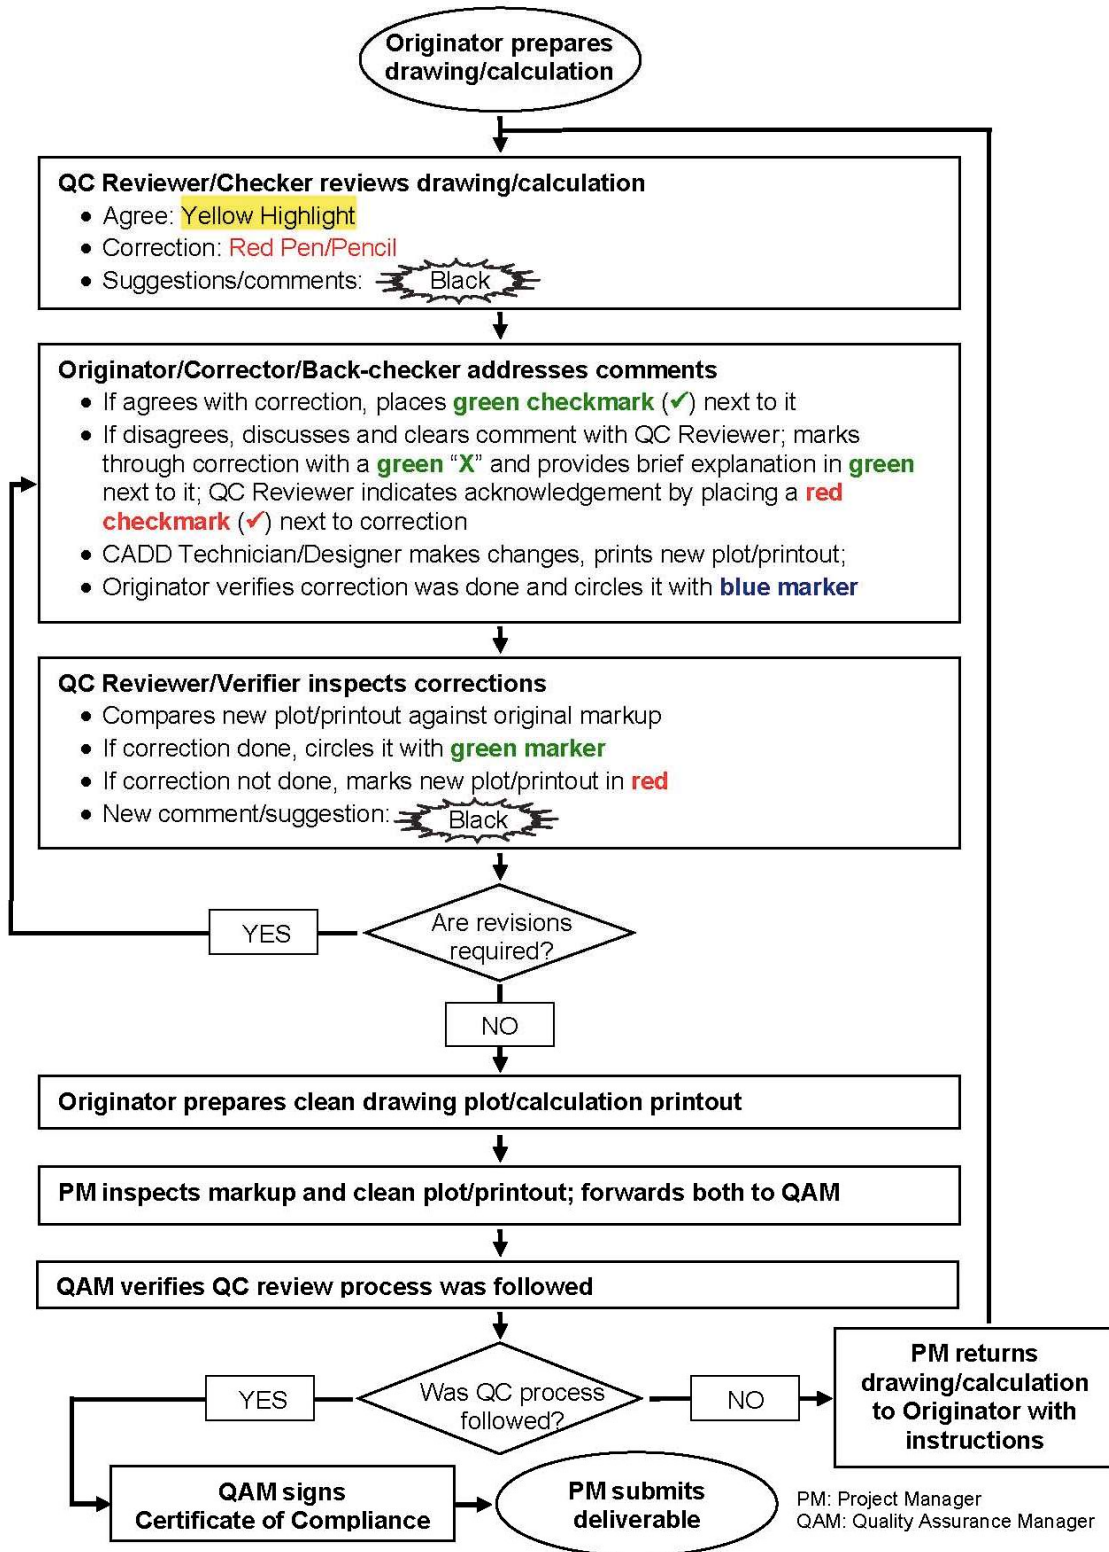 Originator prepares
drawing/calculation
QC Reviewer/Checker reviews drawing/calculation
• Agree: Yellow Highlight
• Correction: Red Pen/Pencil
• Suggestions/comments: Black
Originator/Corrector/Back-checker addresses comments
• If agrees with correction, places green checkmark (✓) next to it
• If disagrees, discusses and clears comment with QC Reviewer; marks
through correction with a green “X” and provides brief explanation in green
next to it; QC Reviewer indicates acknowledgement by placing a red
checkmark (✓) next to correction
• CADD Technician/Designer makes changes, prints new plot/printout;
• Originator verifies correction was done and circles it with blue marker
QC Reviewer/Verifier inspects corrections
• Compares new plot/printout against original markup
• If correction done, circles it with green marker
• If correction not done, marks new plot/printout in red
• New comment/suggestion: Black
Are revisions
required?
YES
NO
Originator prepares clean drawing plot/calculation printout
PM inspects markup and clean plot/printout; forwards both to QAM
QAM verifies QC review process was followed
Was QC process
followed?
YES
NO
PM returns
drawing/calculation
to Originator with
instructions
QAM signs
Certificate of Compliance
PM submits
deliverable
PM: Project Manager
QAM: Quality Assurance Manager